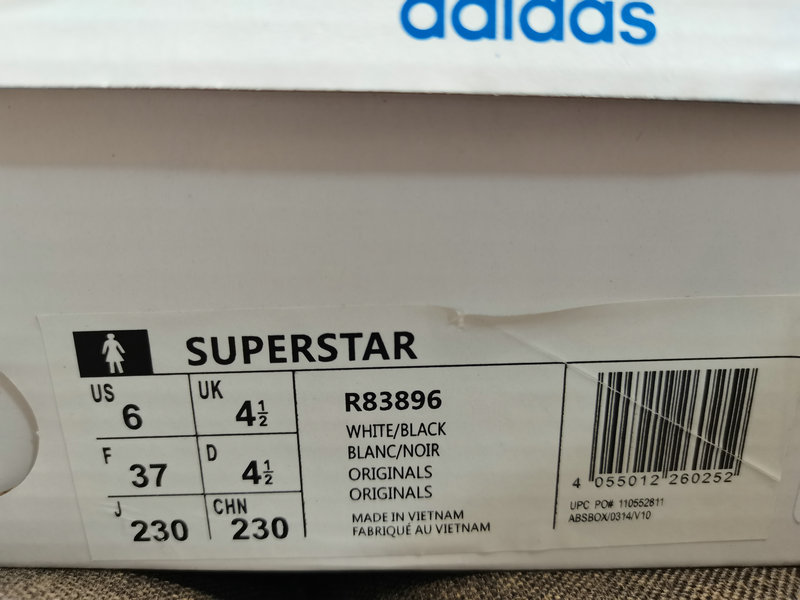 adidas
SUPERSTAR
US 6 UK 4½
F 37 D 4½
J 230 CHN 230
R83896
WHITE/BLACK
BLANC/NOIR
ORIGINALS
ORIGINALS
MADE IN VIETNAM
FABRIQUÉ AU VIETNAM
4 055012 260252
UPC PO# 110552811
ABSBOX/0314/V10